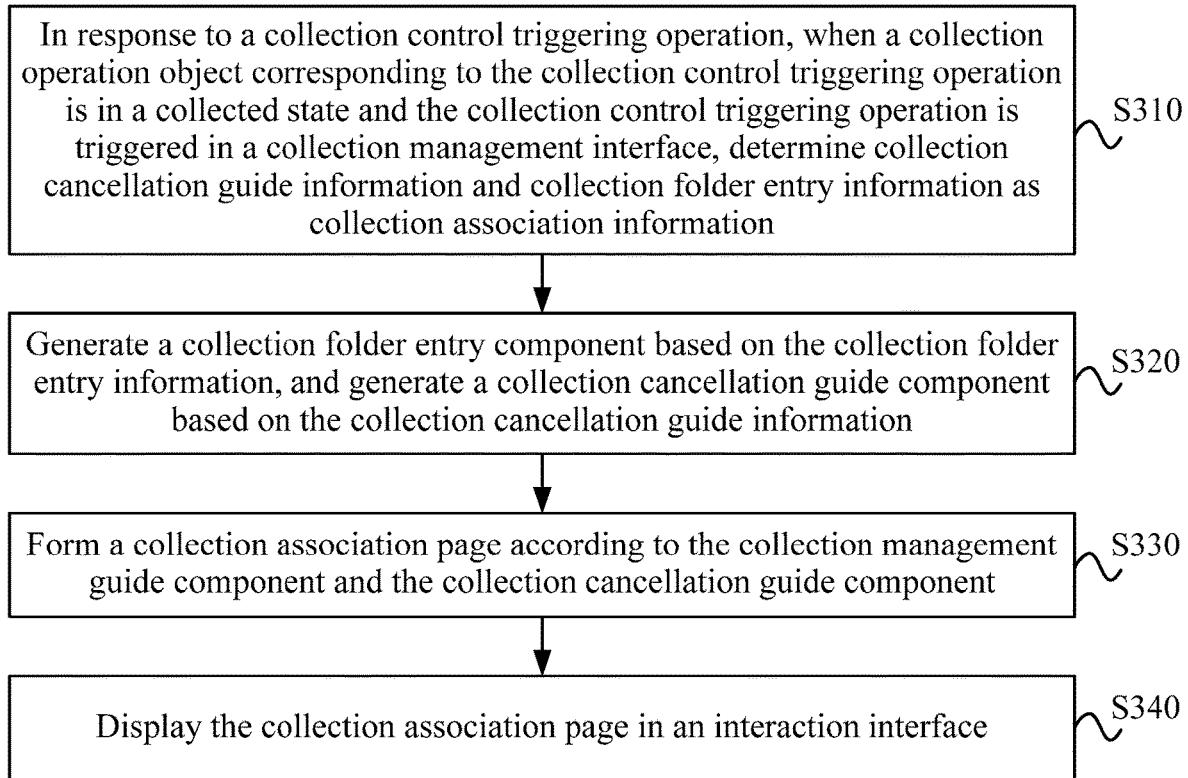 In response to a collection control triggering operation, when a collection
operation object corresponding to the collection control triggering operation
is in a collected state and the collection control triggering operation is
triggered in a collection management interface, determine collection
cancellation guide information and collection folder entry information as
collection association information
S310
Generate a collection folder entry component based on the collection folder
entry information, and generate a collection cancellation guide component
based on the collection cancellation guide information
S320
Form a collection association page according to the collection management
guide component and the collection cancellation guide component
S330
Display the collection association page in an interaction interface
S340